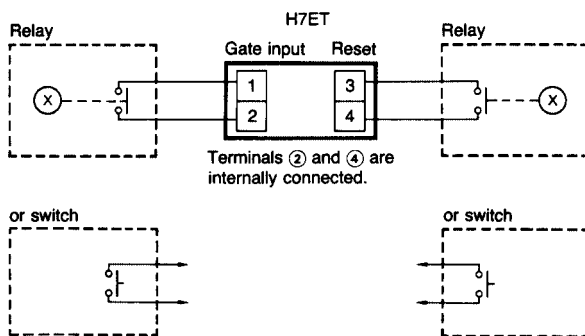 H7ET
Relay
Relay
Gate input Reset
X
1
3
X
2
4
Terminals ② and ④ are
internally connected.
or switch
or switch